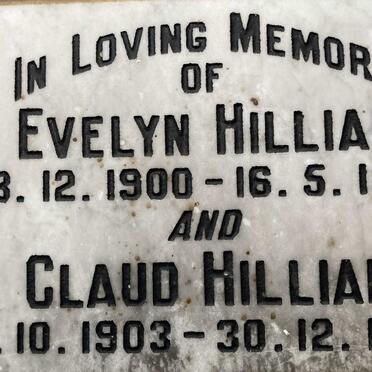 IN LOVING MEMOR
OF
EVELYN HILLIA
3. 12. 1900 - 16. 5. 1
AND
CLAUD HILLIA
. 10. 1903 - 30. 12. 1